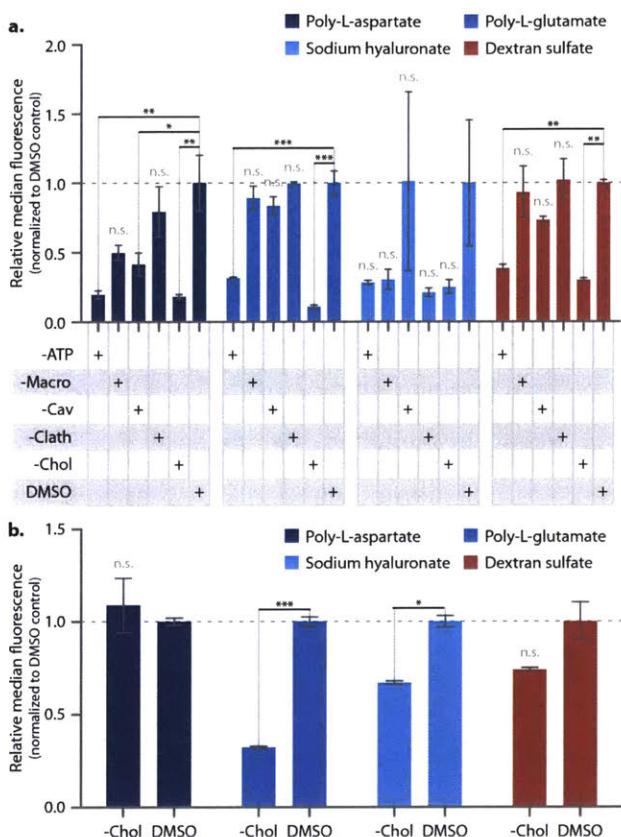 a.
Poly-L-aspartate Poly-L-glutamate
Sodium hyaluronate Dextran sulfate
Relative median fluorescence
(normalized to DMSO control)
2.0
1.5
1.0
0.5
0.0
** * ** n.s. n.s.
*** *** n.s. n.s. n.s.
n.s. n.s. n.s. n.s. n.s.
** ** n.s. n.s. n.s.
-ATP + + + +
-Macro + + + +
-Cav + + + +
-Clath + + + +
-Chol + + + +
DMSO + + + +
b.
Poly-L-aspartate Poly-L-glutamate
Sodium hyaluronate Dextran sulfate
Relative median fluorescence
(normalized to DMSO control)
1.5
1.0
0.5
0.0
n.s. *** * n.s.
-Chol DMSO -Chol DMSO -Chol DMSO -Chol DMSO